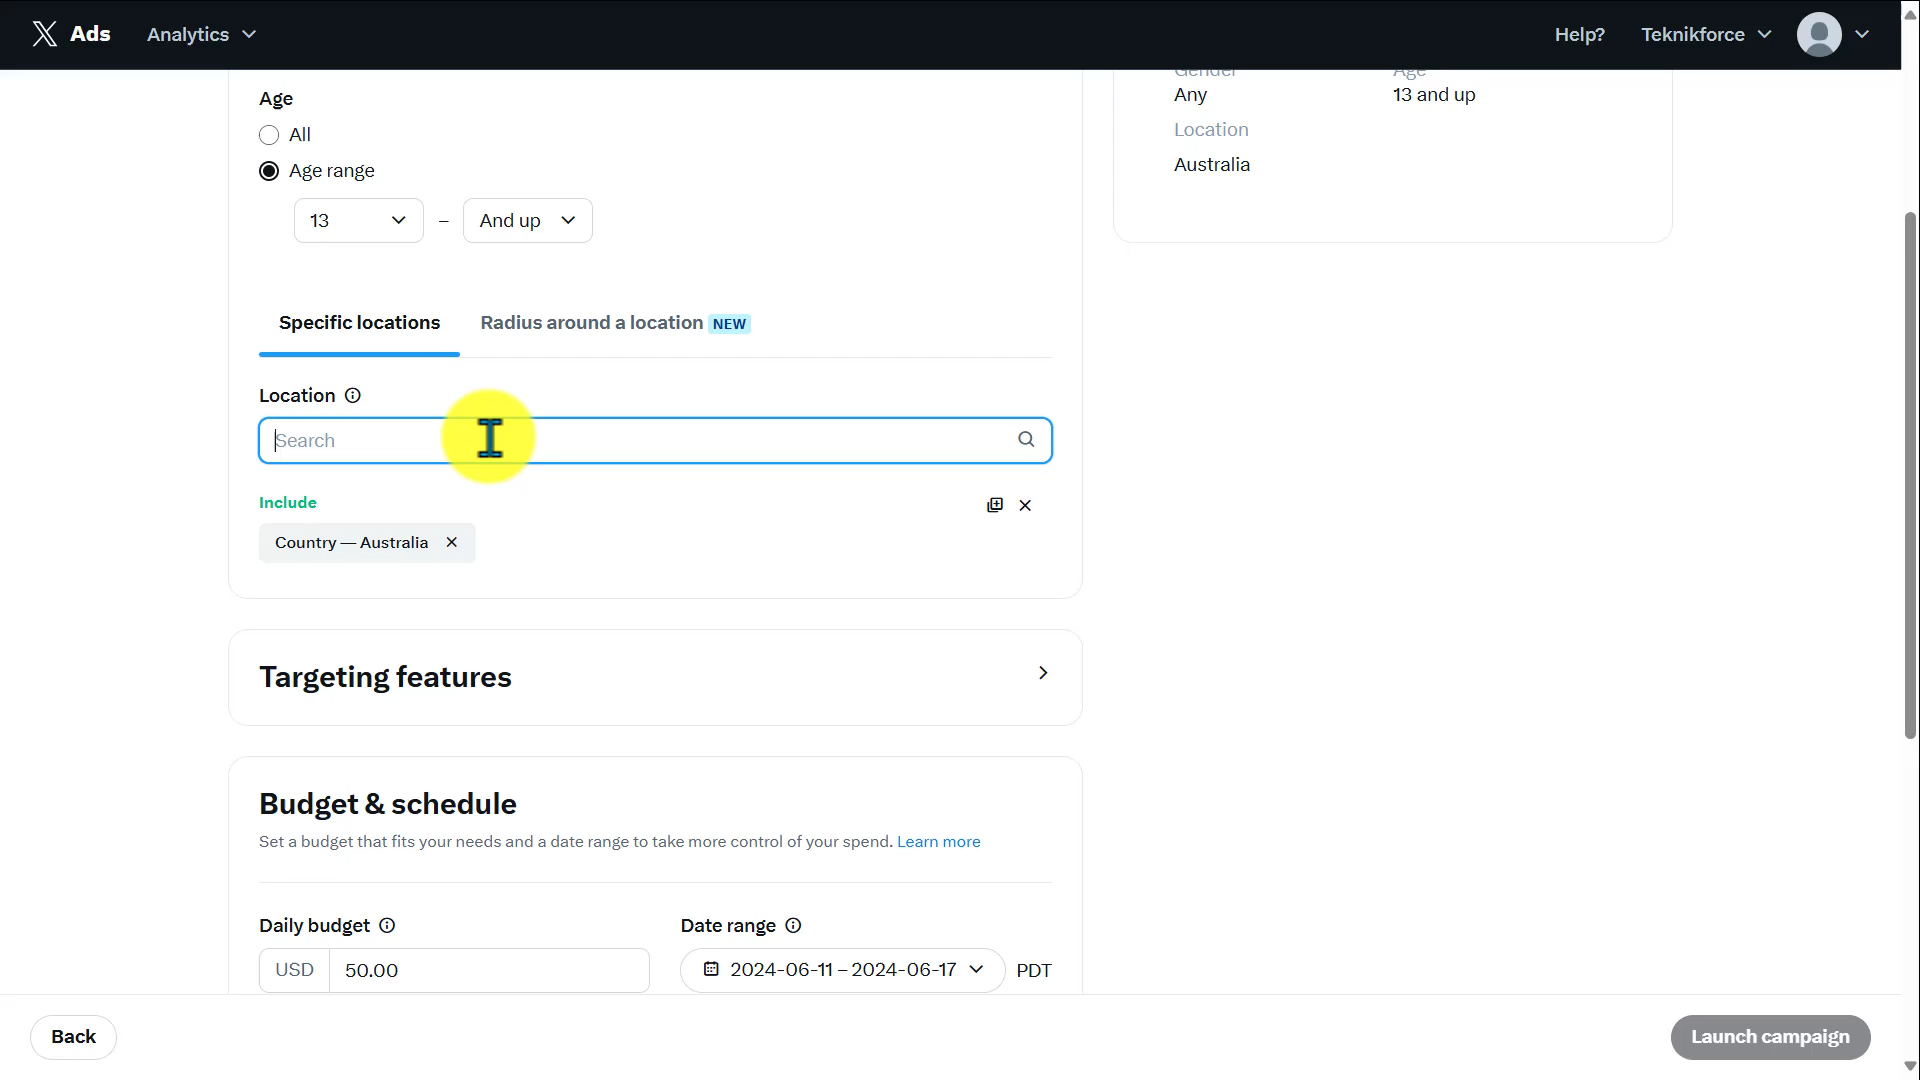 Ads
Analytics
Help?
Teknikforce
Age
All
Age range
13
–
And up
Specific locations
Radius around a location NEW
Location
Search
Include
Country — Australia
Targeting features
Budget & schedule
Set a budget that fits your needs and a date range to take more control of your spend. Learn more
Daily budget
USD
50.00
Date range
2024-06-11 – 2024-06-17
PDT
Gender
Age
Any
13 and up
Location
Australia
Back
Launch campaign